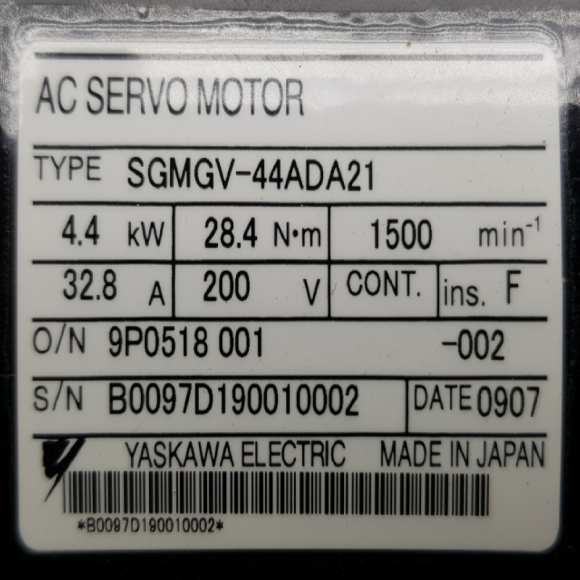 AC SERVO MOTOR
TYPE SGMGV-44ADA21
4.4 kW 28.4 N·m 1500 min⁻¹
32.8 A 200 V CONT. ins. F
O/N 9P0518 001 -002
S/N B0097D190010002 DATE 0907
YASKAWA ELECTRIC MADE IN JAPAN
*B0097D190010002*